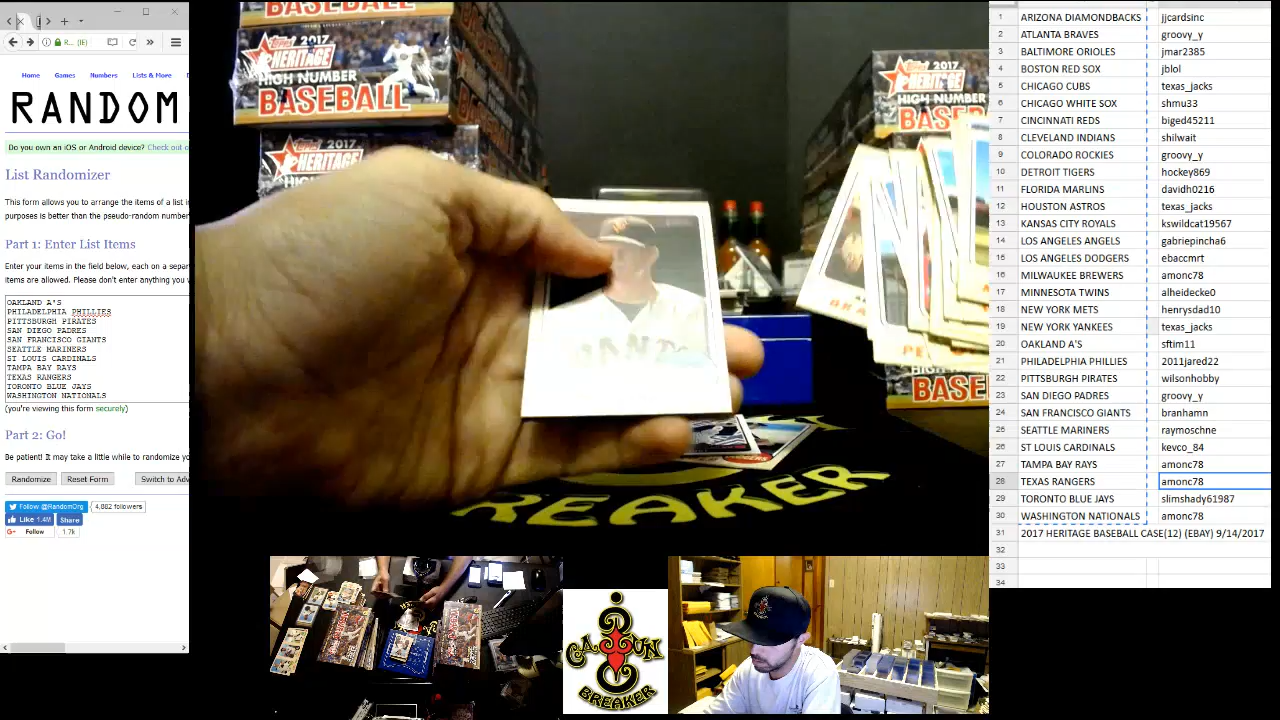 R... (IE)
Home Games Numbers Lists & More
RANDOM
Do you own an iOS or Android device? Check out o
List Randomizer
This form allows you to arrange the items of a list i
purposes is better than the pseudo-random number
Part 1: Enter List Items
Enter your items in the field below, each on a sepa
items are allowed. Please don't enter anything you
OAKLAND A'S
PHILADELPHIA PHILLIES
PITTSBURGH PIRATES
SAN DIEGO PADRES
SAN FRANCISCO GIANTS
SEATTLE MARINERS
ST LOUIS CARDINALS
TAMPA BAY RAYS
TEXAS RANGERS
TORONTO BLUE JAYS
WASHINGTON NATIONALS
(you're viewing this form securely)
Part 2: Go!
Be patient! It may take a little while to randomize yo
Randomize Reset Form Switch to Adv
Follow @RandomOrg 4,882 followers
Like 1.4M Share
Follow 1.7k
BASEBALL
Topps 2017
HERITAGE
HIGH NUMBER
BASEBALL
Topps 2017
HERITAGE
Topps 2017
HERITAGE
HIGH NUMBER
BASEBALL
BREAKER
CAJUN
BREAKER
1 ARIZONA DIAMONDBACKS jjcardsinc
2 ATLANTA BRAVES groovy_y
3 BALTIMORE ORIOLES jmar2385
4 BOSTON RED SOX jblol
5 CHICAGO CUBS texas_jacks
6 CHICAGO WHITE SOX shmu33
7 CINCINNATI REDS biged45211
8 CLEVELAND INDIANS shilwait
9 COLORADO ROCKIES groovy_y
10 DETROIT TIGERS hockey869
11 FLORIDA MARLINS davidh0216
12 HOUSTON ASTROS texas_jacks
13 KANSAS CITY ROYALS kswildcat19567
14 LOS ANGELES ANGELS gabriepincha6
15 LOS ANGELES DODGERS ebaccmrt
16 MILWAUKEE BREWERS amonc78
17 MINNESOTA TWINS alheidecke0
18 NEW YORK METS henrysdad10
19 NEW YORK YANKEES texas_jacks
20 OAKLAND A'S sftim11
21 PHILADELPHIA PHILLIES 2011jared22
22 PITTSBURGH PIRATES wilsonhobby
23 SAN DIEGO PADRES groovy_y
24 SAN FRANCISCO GIANTS branhamn
25 SEATTLE MARINERS raymoschne
26 ST LOUIS CARDINALS kevco_84
27 TAMPA BAY RAYS amonc78
28 TEXAS RANGERS amonc78
29 TORONTO BLUE JAYS slimshady61987
30 WASHINGTON NATIONALS amonc78
31 2017 HERITAGE BASEBALL CASE(12) (EBAY) 9/14/2017
32
33
34